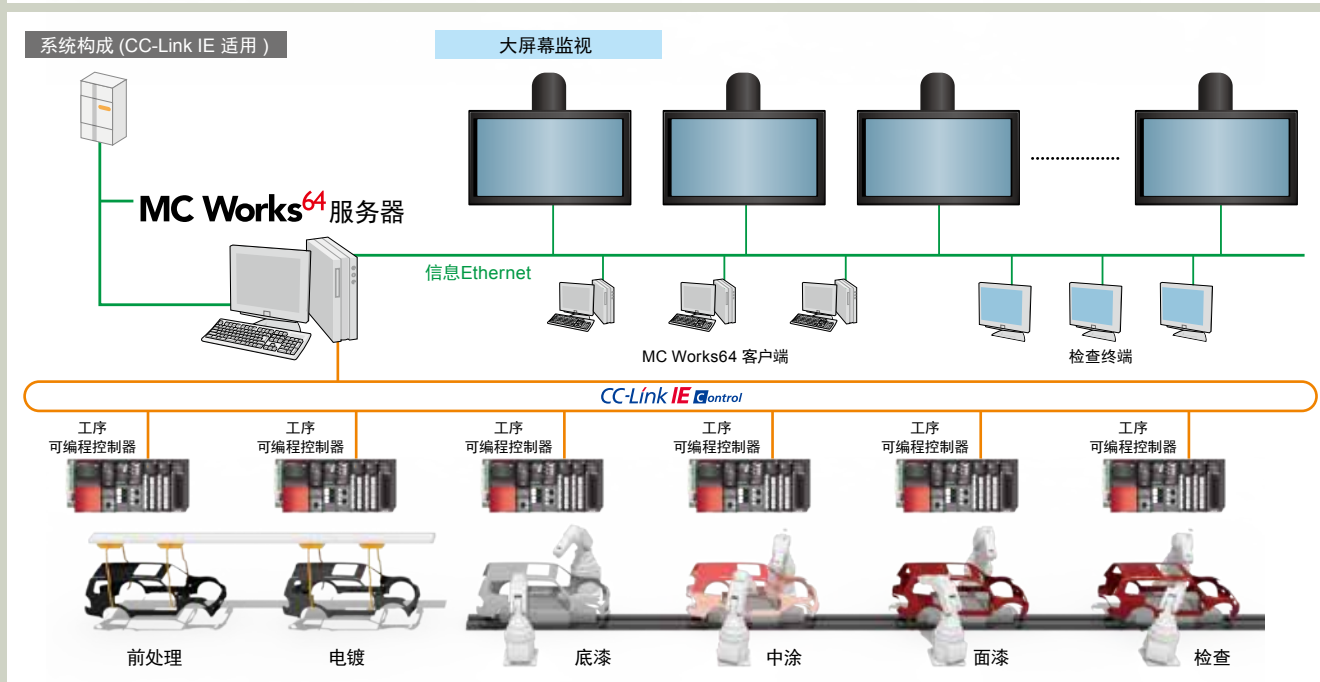 系统构成 (CC-Link IE 适用 )
大屏幕监视
MC Works64 服务器
信息Ethernet
MC Works64 客户端
检查终端
CC-Link IE Control
工序
可编程控制器
工序
可编程控制器
工序
可编程控制器
工序
可编程控制器
工序
可编程控制器
工序
可编程控制器
前处理
电镀
底漆
中涂
面漆
检查